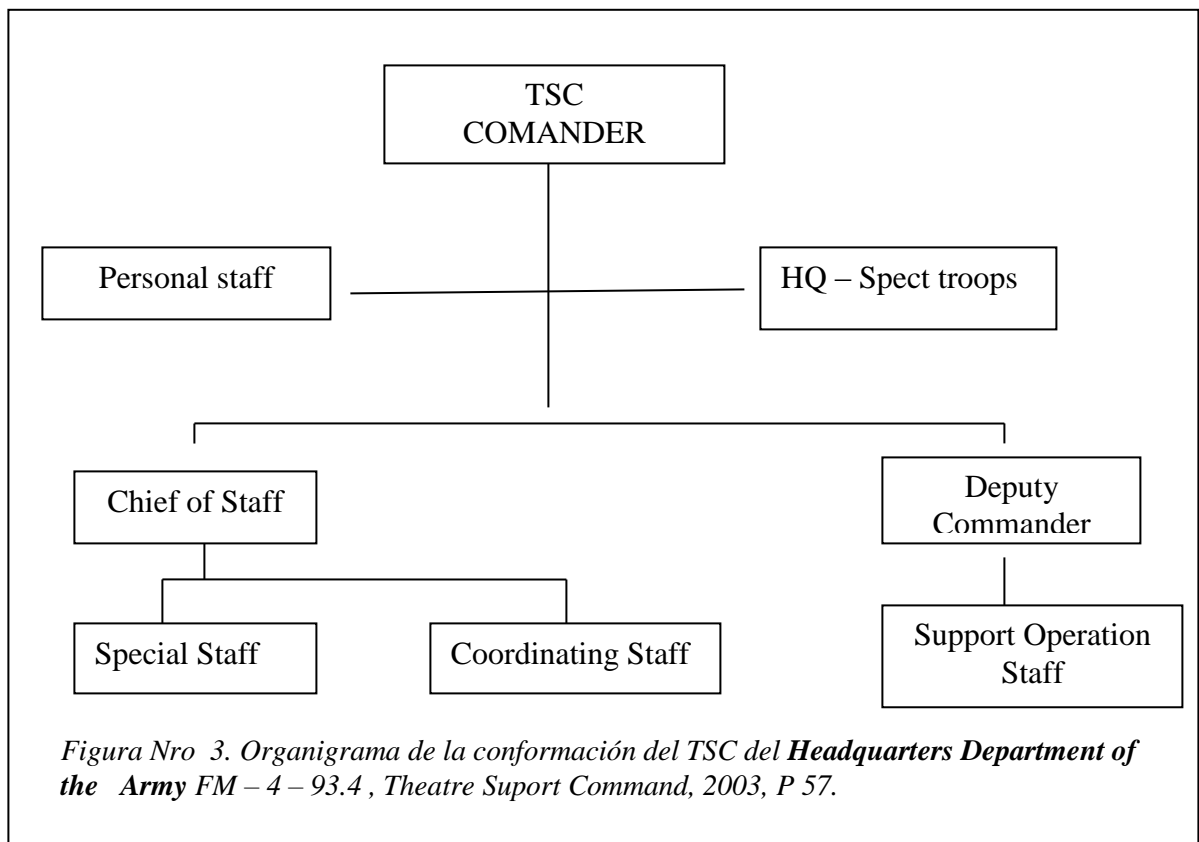 TSC
COMANDER
Personal staff
HQ – Spect troops
Chief of Staff
Deputy
Commander
Special Staff
Coordinating Staff
Support Operation
Staff
Figura Nro 3. Organigrama de la conformación del TSC del Headquarters Department of
the Army FM – 4 – 93.4 , Theatre Suport Command, 2003, P 57.